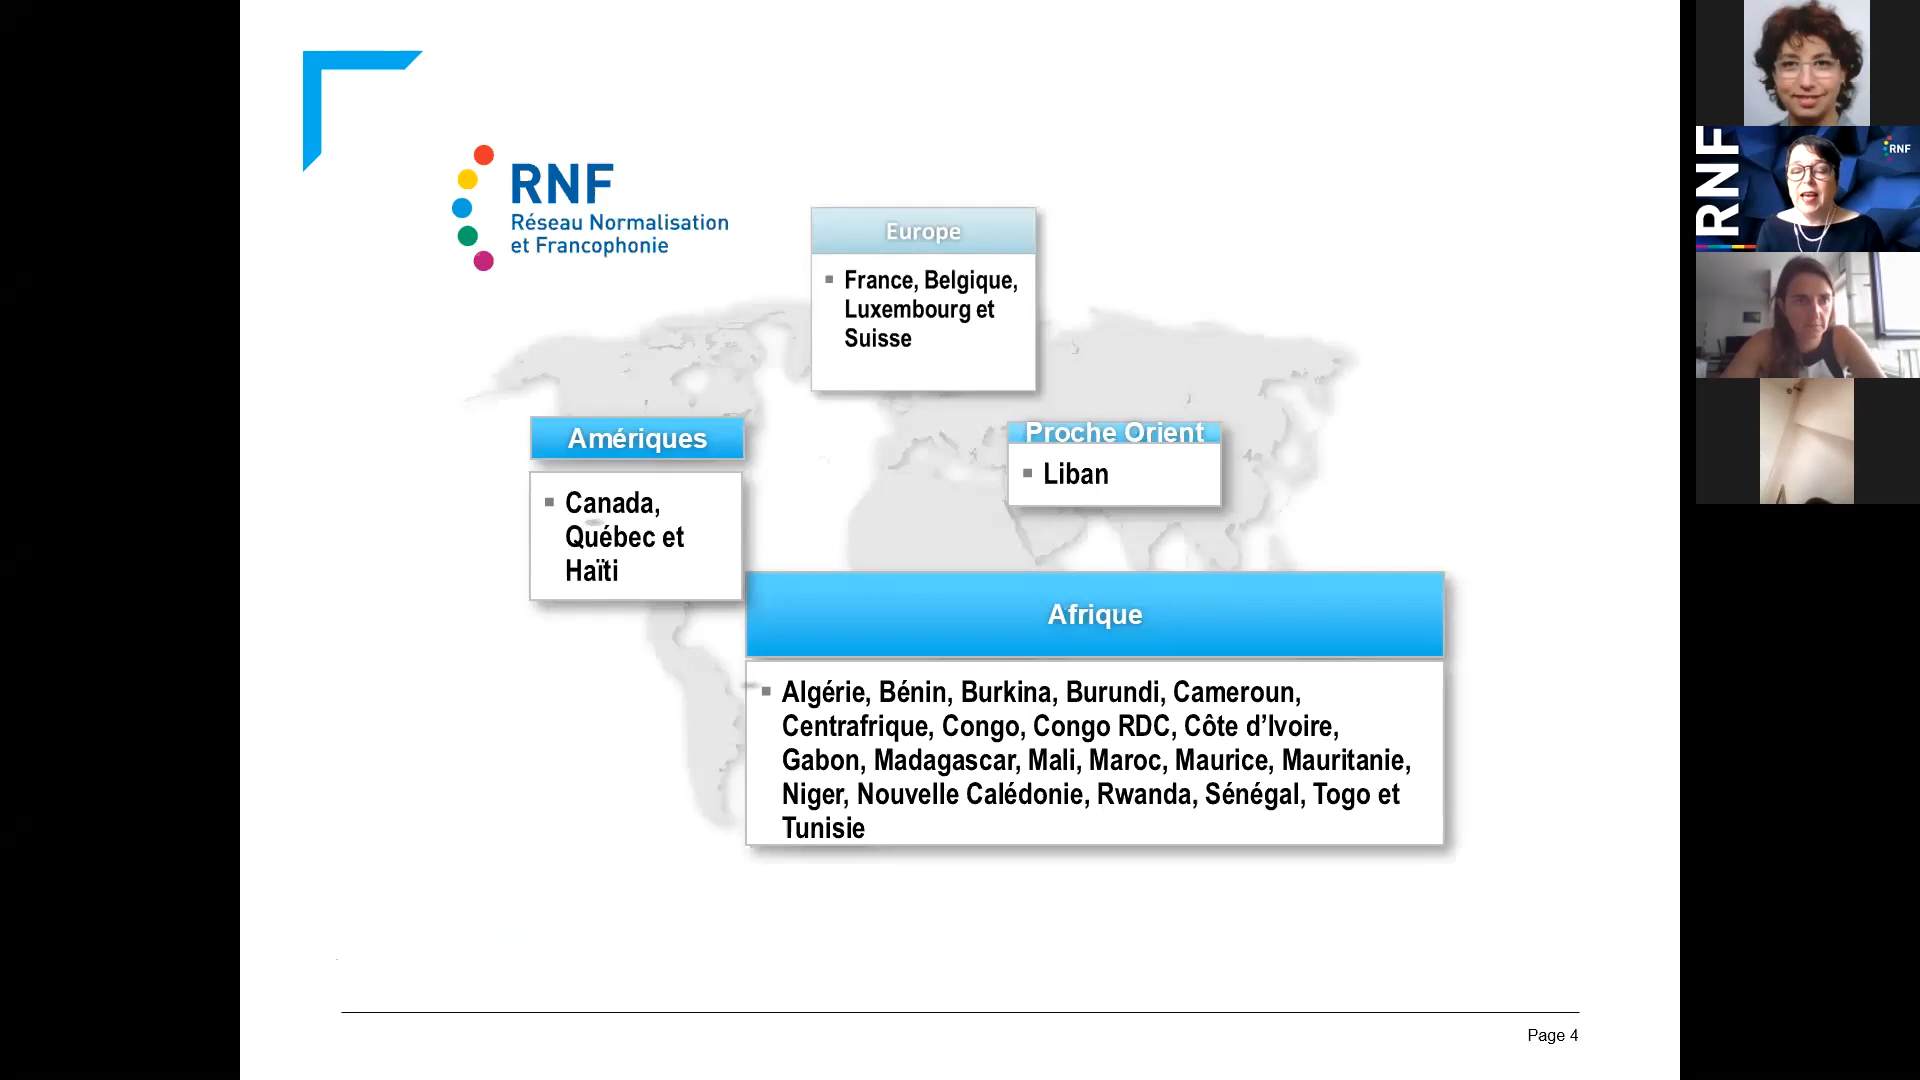 RNF
Réseau Normalisation
et Francophonie
Europe
▪ France, Belgique,
Luxembourg et
Suisse
Amériques
▪ Canada,
Québec et
Haïti
Proche Orient
▪ Liban
Afrique
▪ Algérie, Bénin, Burkina, Burundi, Cameroun,
Centrafrique, Congo, Congo RDC, Côte d’Ivoire,
Gabon, Madagascar, Mali, Maroc, Maurice, Mauritanie,
Niger, Nouvelle Calédonie, Rwanda, Sénégal, Togo et
Tunisie
Page 4
RNF
RNF